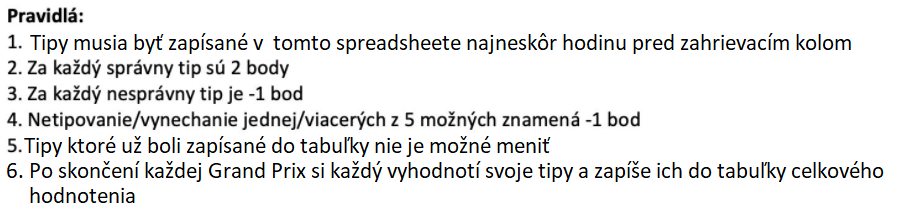 Pravidlá:
1. Tipy musia byť zapísané v tomto spreadsheete najneskôr hodinu pred zahrievacím kolom
2. Za každý správny tip sú 2 body
3. Za každý nesprávny tip je -1 bod
4. Netipovanie/vynechanie jednej/viacerých z 5 možných znamená -1 bod
5.Tipy ktoré už boli zapísané do tabuľky nie je možné meniť
6. Po skončení každej Grand Prix si každý vyhodnotí svoje tipy a zapíše ich do tabuľky celkového
hodnotenia